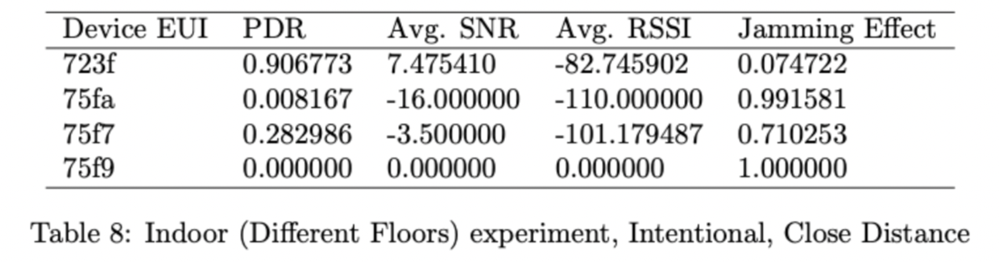 Device EUI PDR Avg. SNR Avg. RSSI Jamming Effect
723f 0.906773 7.475410 -82.745902 0.074722
75fa 0.008167 -16.000000 -110.000000 0.991581
75f7 0.282986 -3.500000 -101.179487 0.710253
75f9 0.000000 0.000000 0.000000 1.000000
Table 8: Indoor (Different Floors) experiment, Intentional, Close Distance